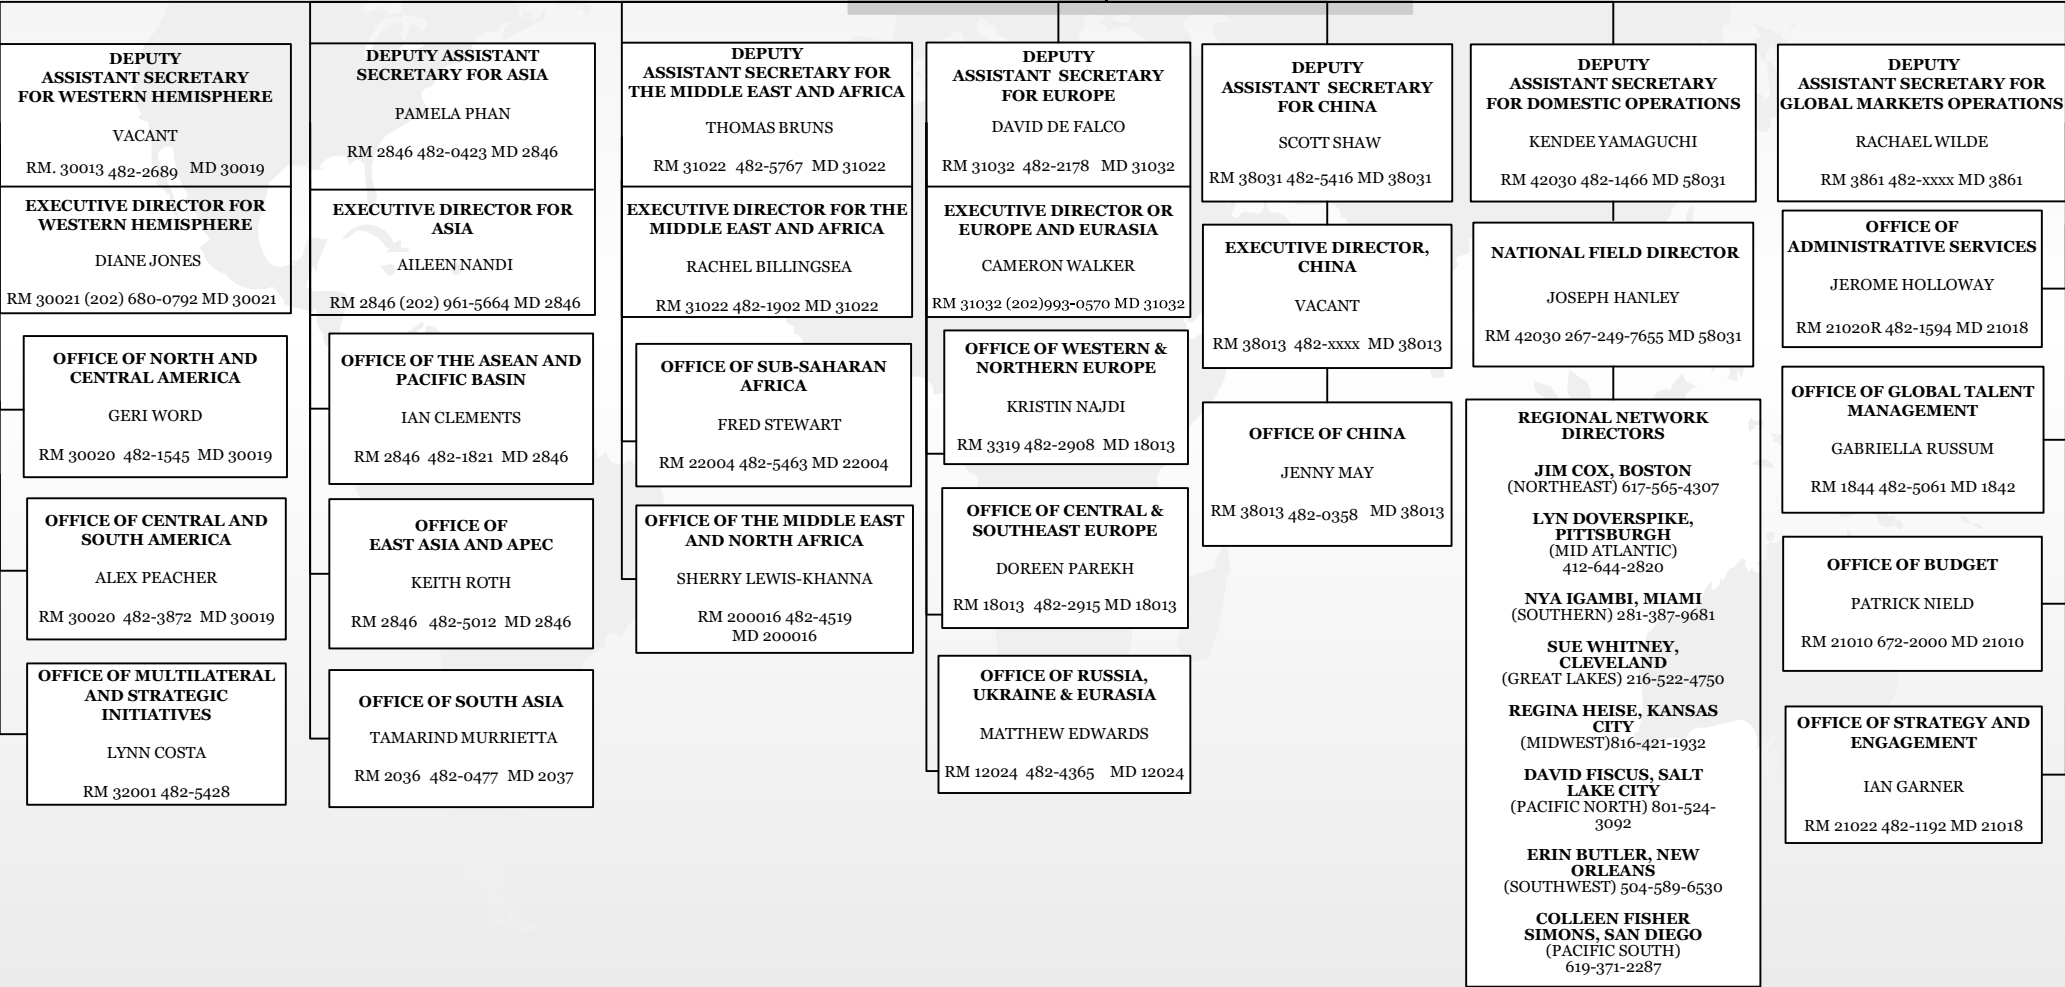 DEPUTY
ASSISTANT SECRETARY
FOR WESTERN HEMISPHERE
VACANT
RM. 30013 482-2689 MD 30019
EXECUTIVE DIRECTOR FOR
WESTERN HEMISPHERE
DIANE JONES
RM 30021 (202) 680-0792 MD 30021
OFFICE OF NORTH AND
CENTRAL AMERICA
GERI WORD
RM 30020 482-1545 MD 30019
OFFICE OF CENTRAL AND
SOUTH AMERICA
ALEX PEACHER
RM 30020 482-3872 MD 30019
OFFICE OF MULTILATERAL
AND STRATEGIC
INITIATIVES
LYNN COSTA
RM 32001 482-5428
DEPUTY ASSISTANT
SECRETARY FOR ASIA
PAMELA PHAN
RM 2846 482-0423 MD 2846
EXECUTIVE DIRECTOR FOR
ASIA
AILEEN NANDI
RM 2846 (202) 961-5664 MD 2846
OFFICE OF THE ASEAN AND
PACIFIC BASIN
IAN CLEMENTS
RM 2846 482-1821 MD 2846
OFFICE OF
EAST ASIA AND APEC
KEITH ROTH
RM 2846 482-5012 MD 2846
OFFICE OF SOUTH ASIA
TAMARIND MURRIETTA
RM 2036 482-0477 MD 2037
DEPUTY
ASSISTANT SECRETARY FOR
THE MIDDLE EAST AND AFRICA
THOMAS BRUNS
RM 31022 482-5767 MD 31022
EXECUTIVE DIRECTOR FOR THE
MIDDLE EAST AND AFRICA
RACHEL BILLINGSEA
RM 31022 482-1902 MD 31022
OFFICE OF SUB-SAHARAN
AFRICA
FRED STEWART
RM 22004 482-5463 MD 22004
OFFICE OF THE MIDDLE EAST
AND NORTH AFRICA
SHERRY LEWIS-KHANNA
RM 200016 482-4519
MD 200016
DEPUTY
ASSISTANT SECRETARY
FOR EUROPE
DAVID DE FALCO
RM 31032 482-2178 MD 31032
EXECUTIVE DIRECTOR OR
EUROPE AND EURASIA
CAMERON WALKER
RM 31032 (202)993-0570 MD 31032
OFFICE OF WESTERN &
NORTHERN EUROPE
KRISTIN NAJDI
RM 3319 482-2908 MD 18013
OFFICE OF CENTRAL &
SOUTHEAST EUROPE
DOREEN PAREKH
RM 18013 482-2915 MD 18013
OFFICE OF RUSSIA,
UKRAINE & EURASIA
MATTHEW EDWARDS
RM 12024 482-4365 MD 12024
DEPUTY
ASSISTANT SECRETARY
FOR CHINA
SCOTT SHAW
RM 38031 482-5416 MD 38031
EXECUTIVE DIRECTOR,
CHINA
VACANT
RM 38013 482-xxxx MD 38013
OFFICE OF CHINA
JENNY MAY
RM 38013 482-0358 MD 38013
DEPUTY
ASSISTANT SECRETARY
FOR DOMESTIC OPERATIONS
KENDEE YAMAGUCHI
RM 42030 482-1466 MD 58031
NATIONAL FIELD DIRECTOR
JOSEPH HANLEY
RM 42030 267-249-7655 MD 58031
REGIONAL NETWORK
DIRECTORS
JIM COX, BOSTON
(NORTHEAST) 617-565-4307
LYN DOVERSPIKE,
PITTSBURGH
(MID ATLANTIC)
412-644-2820
NYA IGAMBI, MIAMI
(SOUTHERN) 281-387-9681
SUE WHITNEY,
CLEVELAND
(GREAT LAKES) 216-522-4750
REGINA HEISE, KANSAS
CITY
(MIDWEST)816-421-1932
DAVID FISCUS, SALT
LAKE CITY
(PACIFIC NORTH) 801-524-
3092
ERIN BUTLER, NEW
ORLEANS
(SOUTHWEST) 504-589-6530
COLLEEN FISHER
SIMONS, SAN DIEGO
(PACIFIC SOUTH)
619-371-2287
DEPUTY
ASSISTANT SECRETARY FOR
GLOBAL MARKETS OPERATIONS
RACHAEL WILDE
RM 3861 482-xxxx MD 3861
OFFICE OF
ADMINISTRATIVE SERVICES
JEROME HOLLOWAY
RM 21020R 482-1594 MD 21018
OFFICE OF GLOBAL TALENT
MANAGEMENT
GABRIELLA RUSSUM
RM 1844 482-5061 MD 1842
OFFICE OF BUDGET
PATRICK NIELD
RM 21010 672-2000 MD 21010
OFFICE OF STRATEGY AND
ENGAGEMENT
IAN GARNER
RM 21022 482-1192 MD 21018